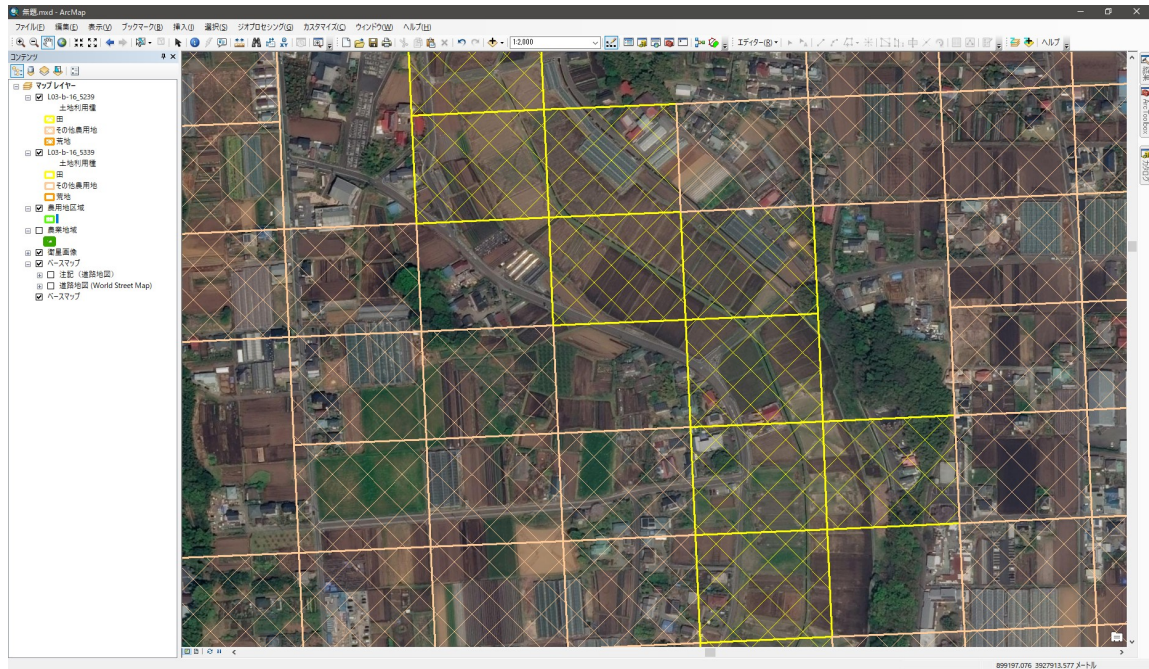 無題.mxd - ArcMap
ファイル(F) 編集(E) 表示(V) ブックマーク(B) 挿入(I) 選択(S) ジオプロセシング(G) カスタマイズ(C) ウィンドウ(W) ヘルプ(H)
1:2,800 エディター(R) ヘルプ
コンテンツ
マップ レイヤー
L03-b-16_5239
土地利用種
田
その他農用地
荒地
L03-b-16_5339
土地利用種
田
その他農用地
荒地
農用地区域
農業地域
衛星画像
ベースマップ
注記（道路地図）
道路地図 (World Street Map)
ベースマップ
結果
ArcToolbox
カタログ
899197.076 3927913.577 メートル